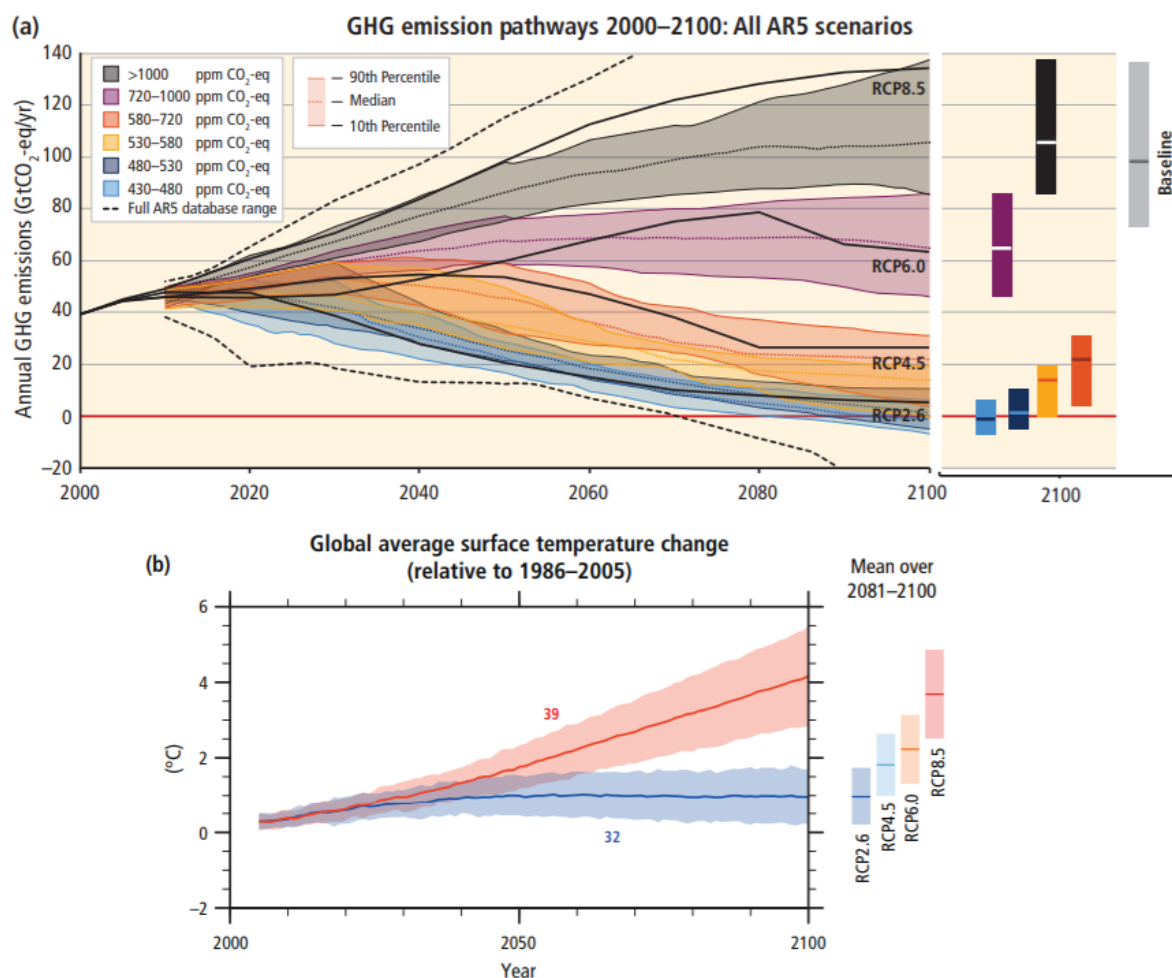 (a)
GHG emission pathways 2000–2100: All AR5 scenarios
Annual GHG emissions (GtCO₂-eq/yr)
140
120
100
80
60
40
20
0
–20
>1000 ppm CO₂-eq
720–1000 ppm CO₂-eq
580–720 ppm CO₂-eq
530–580 ppm CO₂-eq
480–530 ppm CO₂-eq
430–480 ppm CO₂-eq
Full AR5 database range
90th Percentile
Median
10th Percentile
RCP8.5
RCP6.0
RCP4.5
RCP2.6
Baseline
2000
2020
2040
2060
2080
2100
2100
(b)
Global average surface temperature change
(relative to 1986–2005)
Mean over
2081–2100
(°C)
6
4
2
0
–2
39
32
RCP2.6
RCP4.5
RCP6.0
RCP8.5
2000
2050
2100
Year